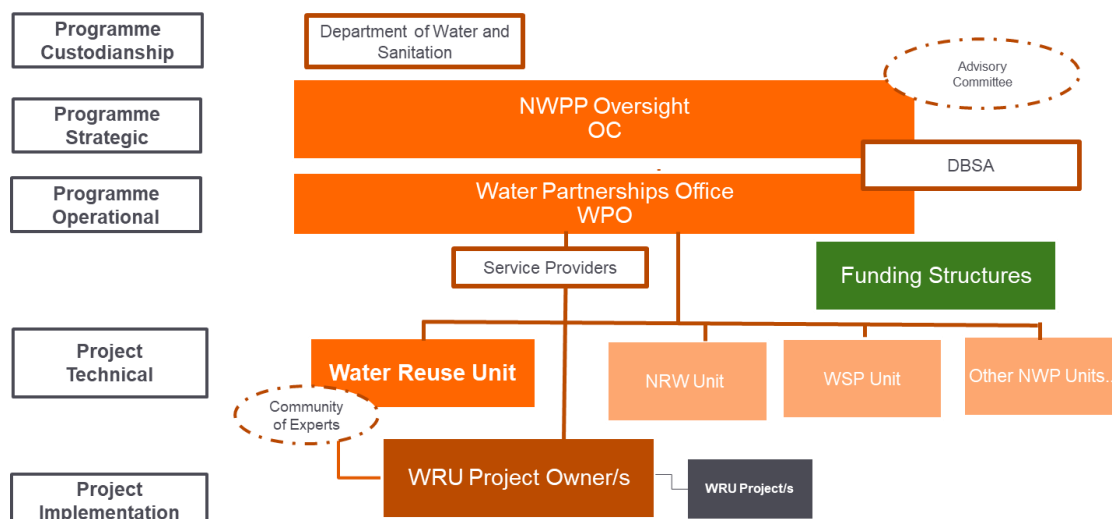 Programme
Custodianship
Department of Water and
Sanitation
Advisory
Committee
Programme
Strategic
NWPP Oversight
OC
DBSA
Programme
Operational
Water Partnerships Office
WPO
Service Providers
Funding Structures
Project
Technical
Water Reuse Unit
NRW Unit
WSP Unit
Other NWP Units..
Community
of Experts
WRU Project Owner/s
WRU Project/s
Project
Implementation